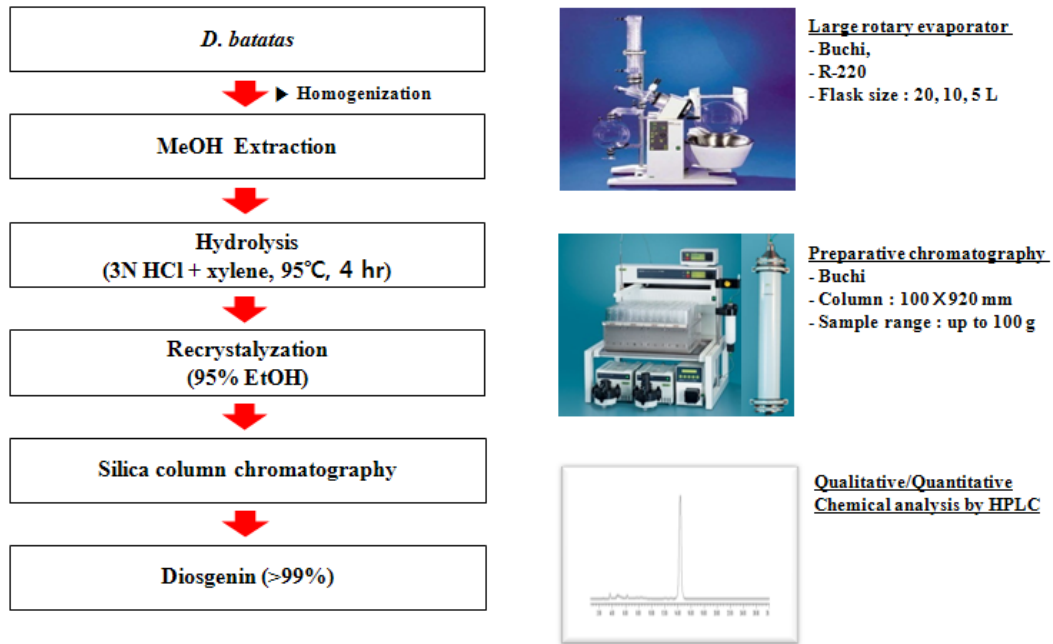 D. batatas
▶ Homogenization
MeOH Extraction
Hydrolysis
(3N HCl + xylene, 95℃, 4 hr)
Recrystalyzation
(95% EtOH)
Silica column chromatography
Diosgenin (>99%)
Large rotary evaporator
- Buchi,
- R-220
- Flask size : 20, 10, 5 L
Preparative chromatography
- Buchi
- Column : 100 X 920 mm
- Sample range : up to 100 g
Qualitative/Quantitative
Chemical analysis by HPLC